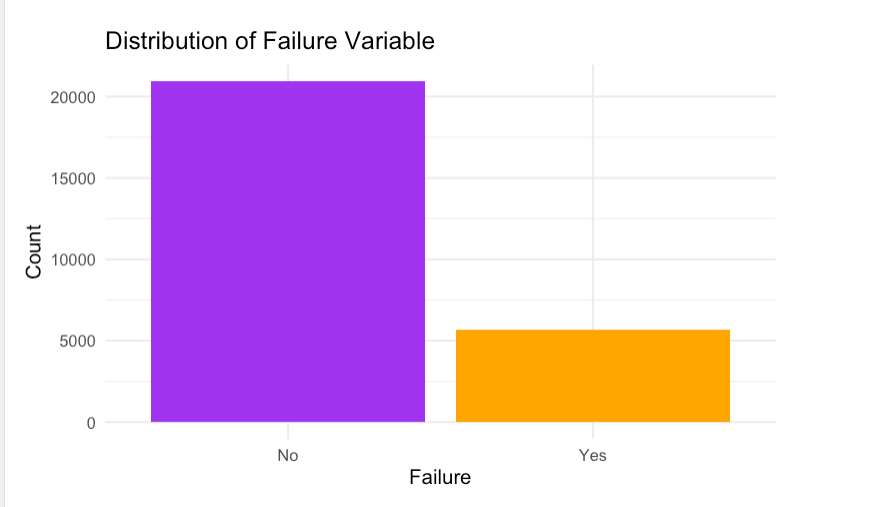 Distribution of Failure Variable
20000
15000
10000
5000
0
Count
No
Yes
Failure